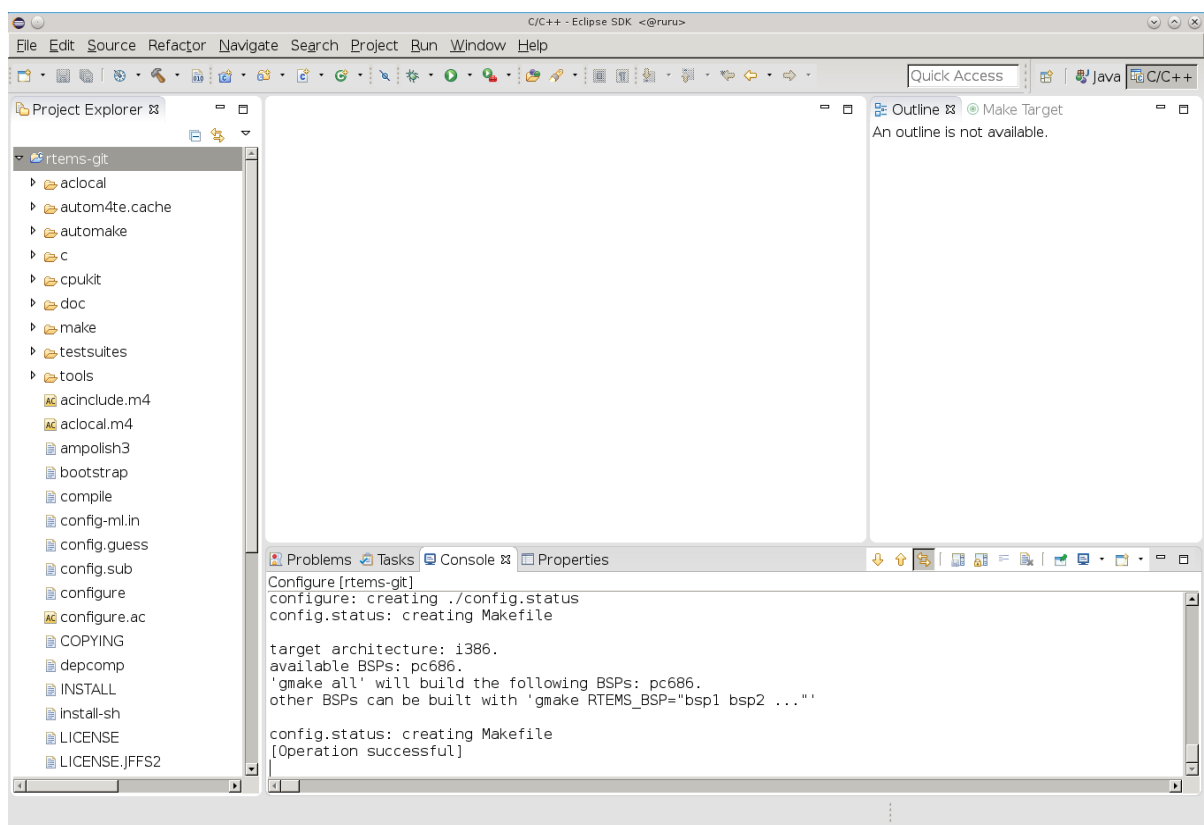 C/C++ - Eclipse SDK <@ruru>
File Edit Source Refactor Navigate Search Project Run Window Help
Quick Access Java C/C++
Project Explorer
rtems-git
aclocal
autom4te.cache
automake
c
cpukit
doc
make
testsuites
tools
acinclude.m4
aclocal.m4
ampolish3
bootstrap
compile
config-ml.in
config.guess
config.sub
configure
configure.ac
COPYING
depcomp
INSTALL
install-sh
LICENSE
LICENSE.JFFS2
Outline Make Target
An outline is not available.
Problems Tasks Console Properties
Configure [rtems-git]
configure: creating ./config.status
config.status: creating Makefile
target architecture: i386.
available BSPs: pc686.
'gmake all' will build the following BSPs: pc686.
other BSPs can be built with 'gmake RTEMS_BSP="bsp1 bsp2 ..."'
config.status: creating Makefile
[Operation successful]